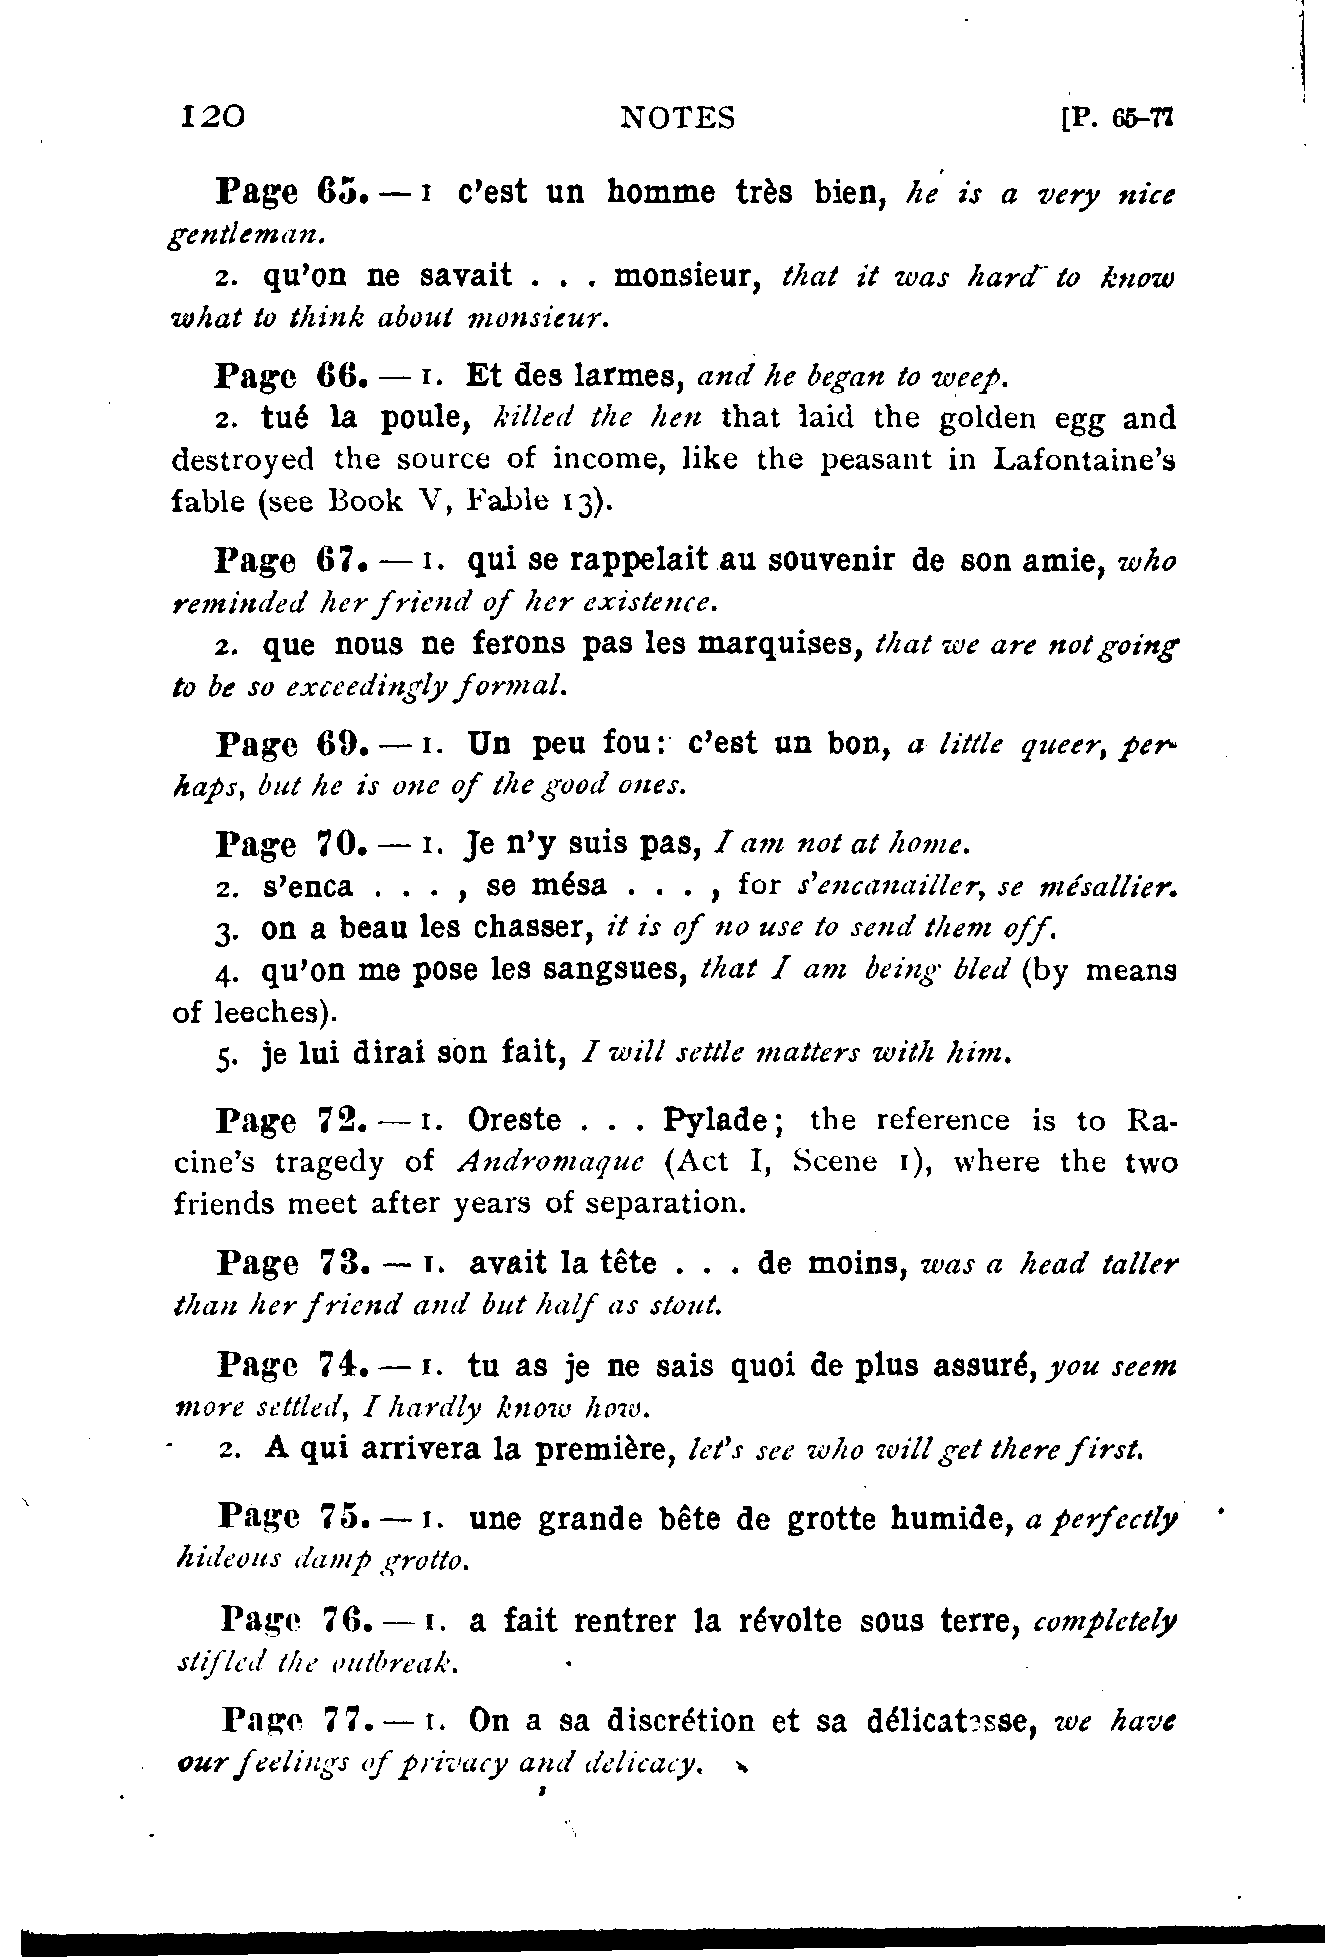 120 NOTES [P. 65-77
Page 65. — 1 c'est un homme très bien, he is a very nice
gentleman.
2. qu'on ne savait . . . monsieur, that it was hard to know
what to think about monsieur.
Page 66. — 1. Et des larmes, and he began to weep.
2. tué la poule, killed the hen that laid the golden egg and
destroyed the source of income, like the peasant in Lafontaine's
fable (see Book V, Fable 13).
Page 67. — 1. qui se rappelait au souvenir de son amie, who
reminded her friend of her existence.
2. que nous ne ferons pas les marquises, that we are not going
to be so exceedingly formal.
Page 69. — 1. Un peu fou: c'est un bon, a little queer, per-
haps, but he is one of the good ones.
Page 70. — 1. Je n'y suis pas, I am not at home.
2. s'enca . . . , se mésa . . . , for s'encanailler, se mésallier.
3. on a beau les chasser, it is of no use to send them off.
4. qu'on me pose les sangsues, that I am being bled (by means
of leeches).
5. je lui dirai son fait, I will settle matters with him.
Page 72. — 1. Oreste . . . Pylade; the reference is to Ra-
cine's tragedy of Andromaque (Act I, Scene 1), where the two
friends meet after years of separation.
Page 73. — 1. avait la tête . . . de moins, was a head taller
than her friend and but half as stout.
Page 74. — 1. tu as je ne sais quoi de plus assuré, you seem
more settled, I hardly know how.
2. A qui arrivera la première, let's see who will get there first.
Page 75. — 1. une grande bête de grotte humide, a perfectly
hideous damp grotto.
Page 76. — 1. a fait rentrer la révolte sous terre, completely
stifled the outbreak.
Page 77. — 1. On a sa discrétion et sa délicatesse, we have
our feelings of privacy and delicacy.